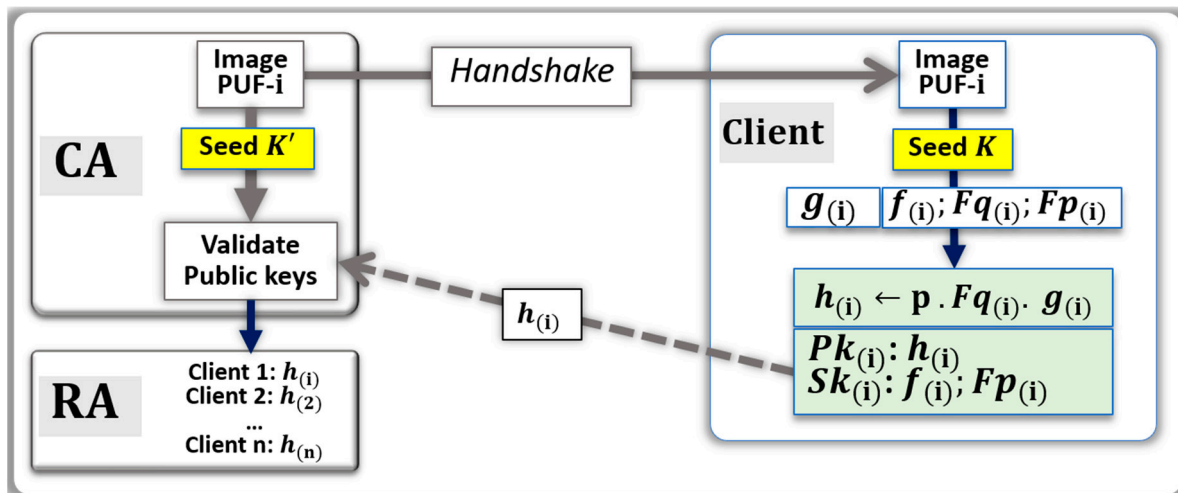 CA
Image
PUF-i
Seed K′
Validate
Public keys
Handshake
h(i)
Client
Image
PUF-i
Seed K
g(i)
f(i); Fq(i); Fp(i)
h(i) ← p . Fq(i). g(i)
Pk(i): h(i)
Sk(i): f(i); Fp(i)
RA
Client 1: h(i)
Client 2: h(2)
...
Client n: h(n)